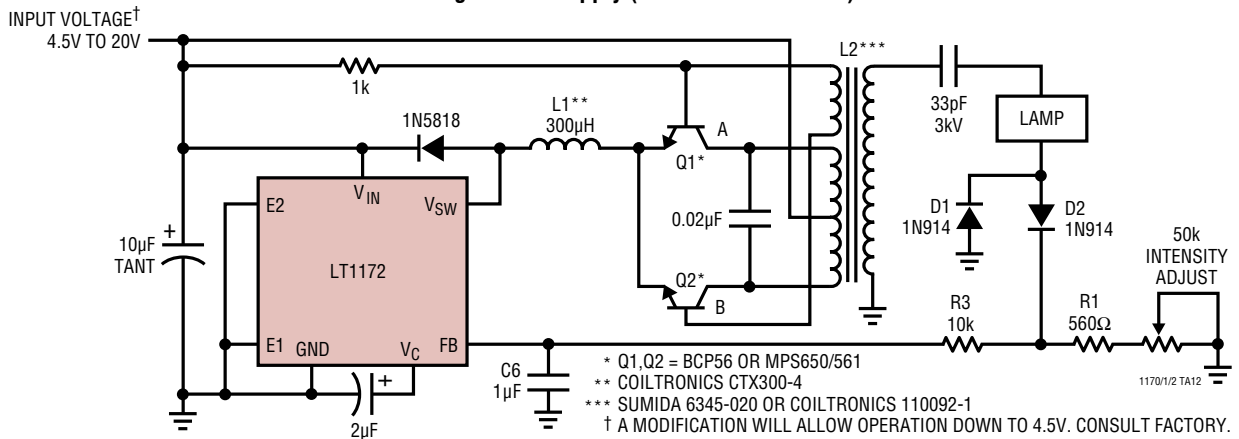 INPUT VOLTAGE†
4.5V TO 20V
1k
L2***
33pF
3kV
LAMP
1N5818
L1**
300µH
A
Q1*
0.02µF
Q2*
B
D1
1N914
D2
1N914
50k
INTENSITY
ADJUST
10µF
TANT
+
E2
VIN
VSW
LT1172
E1
GND
VC
FB
+
2µF
C6
1µF
R3
10k
R1
560Ω
* Q1,Q2 = BCP56 OR MPS650/561
** COILTRONICS CTX300-4
*** SUMIDA 6345-020 OR COILTRONICS 110092-1
† A MODIFICATION WILL ALLOW OPERATION DOWN TO 4.5V. CONSULT FACTORY.
1170/1/2 TA12